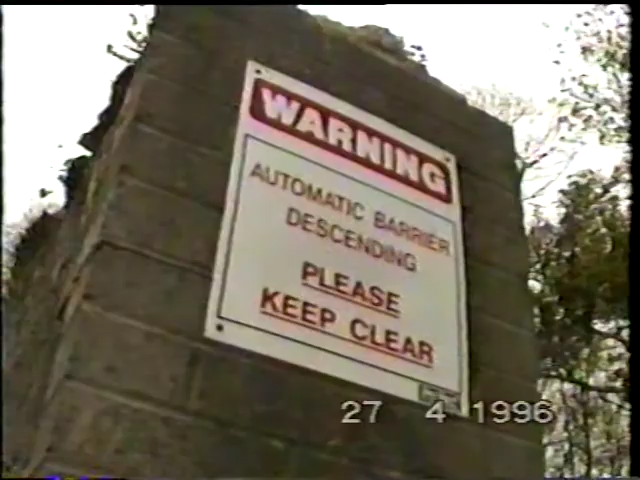 WARNING
AUTOMATIC BARRIER
DESCENDING
PLEASE
KEEP CLEAR
27 4 1996